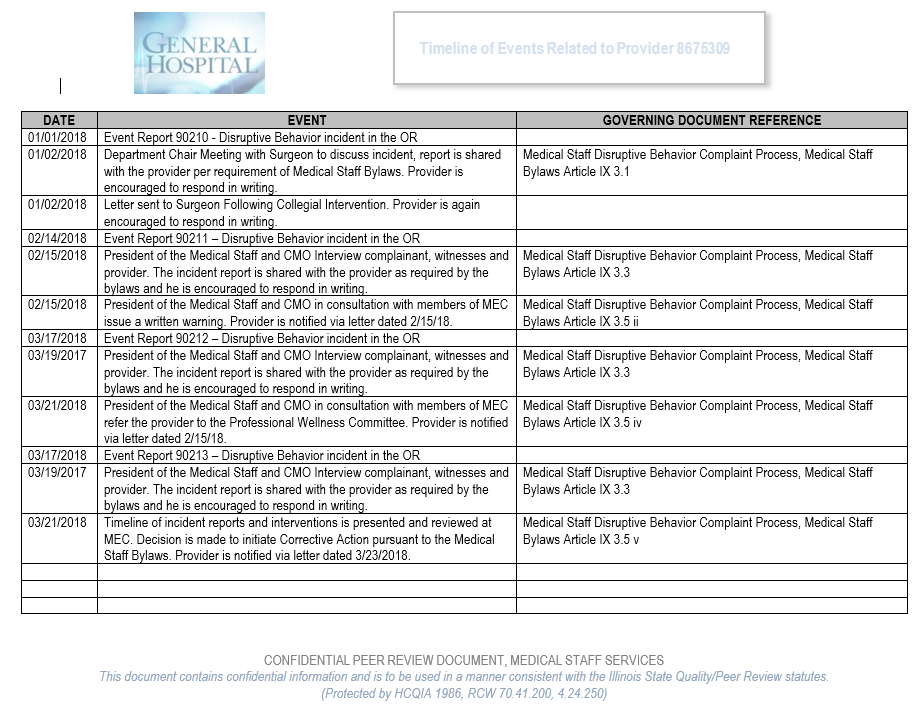 GENERAL
HOSPITAL
Timeline of Events Related to Provider 8675309
DATE EVENT GOVERNING DOCUMENT REFERENCE
01/01/2018 Event Report 90210 - Disruptive Behavior incident in the OR
01/02/2018 Department Chair Meeting with Surgeon to discuss incident, report is shared Medical Staff Disruptive Behavior Complaint Process, Medical Staff
with the provider per requirement of Medical Staff Bylaws. Provider is Bylaws Article IX 3.1
encouraged to respond in writing.
01/02/2018 Letter sent to Surgeon Following Collegial Intervention. Provider is again
encouraged to respond in writing.
02/14/2018 Event Report 90211 – Disruptive Behavior incident in the OR
02/15/2018 President of the Medical Staff and CMO Interview complainant, witnesses and Medical Staff Disruptive Behavior Complaint Process, Medical Staff
provider. The incident report is shared with the provider as required by the Bylaws Article IX 3.3
bylaws and he is encouraged to respond in writing.
02/15/2018 President of the Medical Staff and CMO in consultation with members of MEC Medical Staff Disruptive Behavior Complaint Process, Medical Staff
issue a written warning. Provider is notified via letter dated 2/15/18. Bylaws Article IX 3.5 ii
03/17/2018 Event Report 90212 – Disruptive Behavior incident in the OR
03/19/2017 President of the Medical Staff and CMO Interview complainant, witnesses and Medical Staff Disruptive Behavior Complaint Process, Medical Staff
provider. The incident report is shared with the provider as required by the Bylaws Article IX 3.3
bylaws and he is encouraged to respond in writing.
03/21/2018 President of the Medical Staff and CMO in consultation with members of MEC Medical Staff Disruptive Behavior Complaint Process, Medical Staff
refer the provider to the Professional Wellness Committee. Provider is notified Bylaws Article IX 3.5 iv
via letter dated 2/15/18.
03/17/2018 Event Report 90213 – Disruptive Behavior incident in the OR
03/19/2017 President of the Medical Staff and CMO Interview complainant, witnesses and Medical Staff Disruptive Behavior Complaint Process, Medical Staff
provider. The incident report is shared with the provider as required by the Bylaws Article IX 3.3
bylaws and he is encouraged to respond in writing.
03/21/2018 Timeline of incident reports and interventions is presented and reviewed at Medical Staff Disruptive Behavior Complaint Process, Medical Staff
MEC. Decision is made to initiate Corrective Action pursuant to the Medical Bylaws Article IX 3.5 v
Staff Bylaws. Provider is notified via letter dated 3/23/2018.
CONFIDENTIAL PEER REVIEW DOCUMENT, MEDICAL STAFF SERVICES
This document contains confidential information and is to be used in a manner consistent with the Illinois State Quality/Peer Review statutes.
(Protected by HCQIA 1986, RCW 70.41.200, 4.24.250)